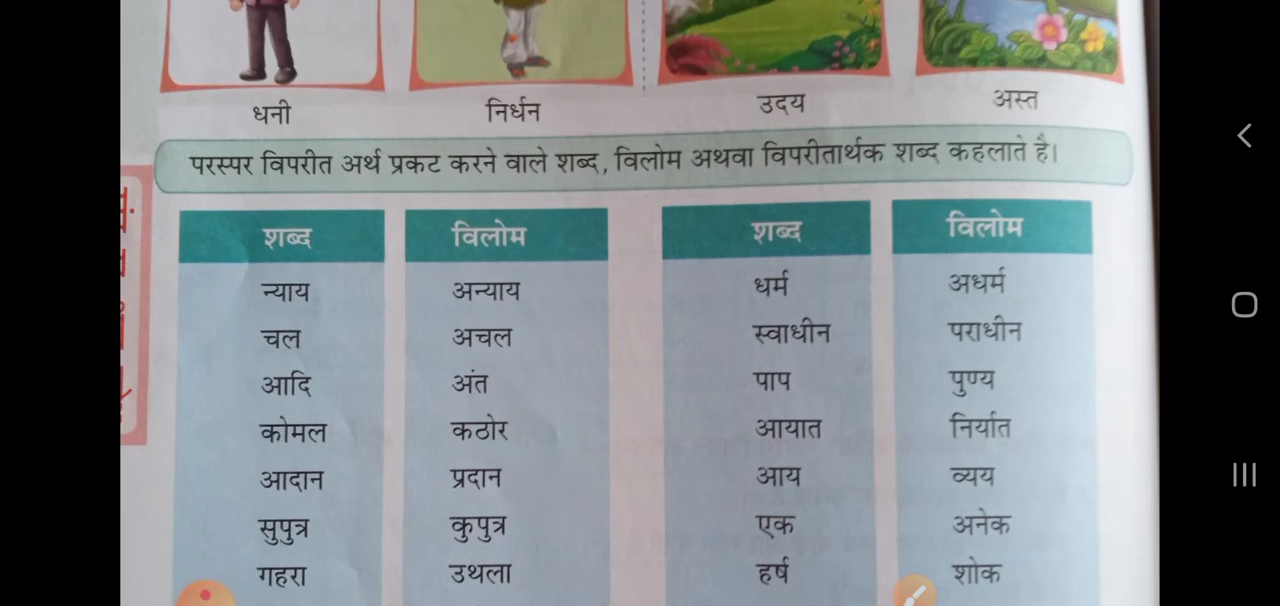 धनी निर्धन उदय अस्त
परस्पर विपरीत अर्थ प्रकट करने वाले शब्द, विलोम अथवा विपरीतार्थक शब्द कहलाते है।
शब्द विलोम शब्द विलोम
न्याय अन्याय धर्म अधर्म
चल अचल स्वाधीन पराधीन
आदि अंत पाप पुण्य
कोमल कठोर आयात निर्यात
आदान प्रदान आय व्यय
सुपुत्र कुपुत्र एक अनेक
गहरा उथला हर्ष शोक